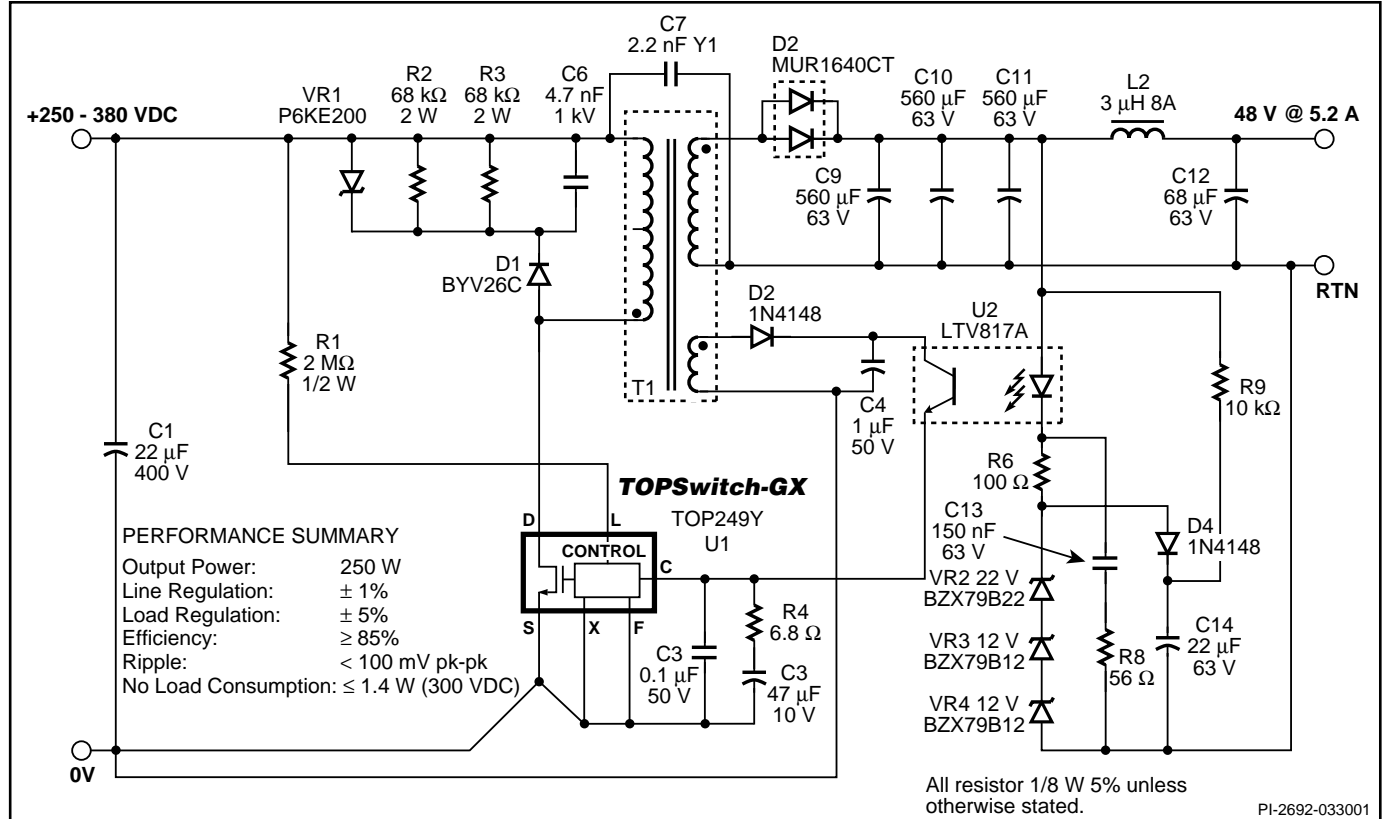 C7
2.2 nF Y1
D2
MUR1640CT
+250 - 380 VDC
VR1
P6KE200
R2
68 kΩ
2 W
R3
68 kΩ
2 W
C6
4.7 nF
1 kV
C10
560 µF
63 V
C11
560 µF
63 V
L2
3 µH 8A
48 V @ 5.2 A
C9
560 µF
63 V
C12
68 µF
63 V
D1
BYV26C
RTN
D2
1N4148
U2
LTV817A
R1
2 MΩ
1/2 W
T1
C4
1 µF
50 V
R9
10 kΩ
C1
22 µF
400 V
R6
100 Ω
TOPSwitch-GX
TOP249Y
U1
D
L
CONTROL
C
S
X
F
C13
150 nF
63 V
D4
1N4148
VR2 22 V
BZX79B22
R4
6.8 Ω
VR3 12 V
BZX79B12
C3
0.1 µF
50 V
C3
47 µF
10 V
R8
56 Ω
C14
22 µF
63 V
VR4 12 V
BZX79B12
PERFORMANCE SUMMARY
Output Power: 250 W
Line Regulation: ± 1%
Load Regulation: ± 5%
Efficiency: ≥ 85%
Ripple: < 100 mV pk-pk
No Load Consumption: ≤ 1.4 W (300 VDC)
0V
All resistor 1/8 W 5% unless
otherwise stated.
PI-2692-033001